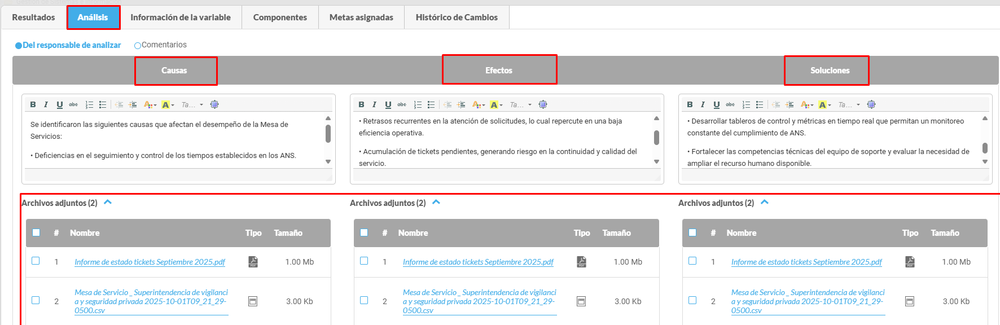 Resultados Análisis Información de la variable Componentes Metas asignadas Histórico de Cambios
Del responsable de analizar Comentarios
Causas Efectos Soluciones
B I U abc A A Ta...
Se identificaron las siguientes causas que afectan el desempeño de la Mesa de
Servicios:
• Deficiencias en el seguimiento y control de los tiempos establecidos en los ANS.
B I U abc A A Ta...
• Retrasos recurrentes en la atención de solicitudes, lo cual repercute en una baja
eficiencia operativa.
• Acumulación de tickets pendientes, generando riesgo en la continuidad y calidad del
servicio.
B I U abc A A Ta...
• Desarrollar tableros de control y métricas en tiempo real que permitan un monitoreo
constante del cumplimiento de ANS.
• Fortalecer las competencias técnicas del equipo de soporte y evaluar la necesidad de
ampliar el recurso humano disponible.
Archivos adjuntos (2)
# Nombre Tipo Tamaño
1 Informe de estado tickets Septiembre 2025.pdf PDF 1.00 Mb
2 Mesa de Servicio _ Superintendencia de vigilanci
a y seguridad privada 2025-10-01T09_21_29-
0500.csv 3.00 Kb
Archivos adjuntos (2)
# Nombre Tipo Tamaño
1 Informe de estado tickets Septiembre 2025.pdf PDF 1.00 Mb
2 Mesa de Servicio _ Superintendencia de vigilanci
a y seguridad privada 2025-10-01T09_21_29-
0500.csv 3.00 Kb
Archivos adjuntos (2)
# Nombre Tipo Tamaño
1 Informe de estado tickets Septiembre 2025.pdf PDF 1.00 Mb
2 Mesa de Servicio _ Superintendencia de vigilanci
a y seguridad privada 2025-10-01T09_21_29-
0500.csv 3.00 Kb